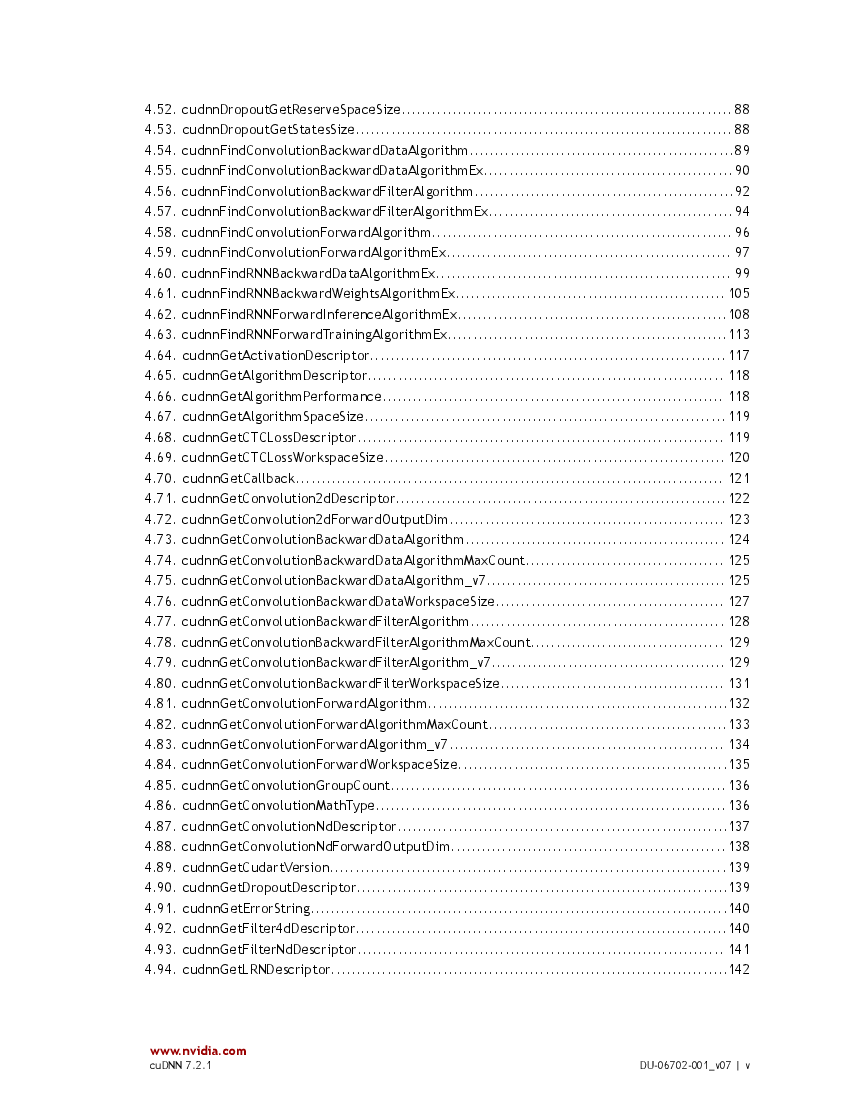 4.52. cudnnDropoutGetReserveSpaceSize........................................................................ 88
4.53. cudnnDropoutGetStatesSize................................................................................ 88
4.54. cudnnFindConvolutionBackwardDataAlgorithm.......................................................... 89
4.55. cudnnFindConvolutionBackwardDataAlgorithmEx....................................................... 90
4.56. cudnnFindConvolutionBackwardFilterAlgorithm......................................................... 92
4.57. cudnnFindConvolutionBackwardFilterAlgorithmEx...................................................... 94
4.58. cudnnFindConvolutionForwardAlgorithm.................................................................. 96
4.59. cudnnFindConvolutionForwardAlgorithmEx............................................................... 97
4.60. cudnnFindRNNBackwardDataAlgorithmEx................................................................. 99
4.61. cudnnFindRNNBackwardWeightsAlgorithmEx............................................................ 105
4.62. cudnnFindRNNForwardInferenceAlgorithmEx............................................................ 108
4.63. cudnnFindRNNForwardTrainingAlgorithmEx.............................................................. 113
4.64. cudnnGetActivationDescriptor............................................................................. 117
4.65. cudnnGetAlgorithmDescriptor.............................................................................. 118
4.66. cudnnGetAlgorithmPerformance........................................................................... 118
4.67. cudnnGetAlgorithmSpaceSize.............................................................................. 119
4.68. cudnnGetCTCLossDescriptor................................................................................ 119
4.69. cudnnGetCTCLossWorkspaceSize........................................................................... 120
4.70. cudnnGetCallback............................................................................................ 121
4.71. cudnnGetConvolution2dDescriptor........................................................................ 122
4.72. cudnnGetConvolution2dForwardOutputDim.............................................................. 123
4.73. cudnnGetConvolutionBackwardDataAlgorithm........................................................... 124
4.74. cudnnGetConvolutionBackwardDataAlgorithmMaxCount............................................... 125
4.75. cudnnGetConvolutionBackwardDataAlgorithm_v7....................................................... 125
4.76. cudnnGetConvolutionBackwardDataWorkspaceSize..................................................... 127
4.77. cudnnGetConvolutionBackwardFilterAlgorithm.......................................................... 128
4.78. cudnnGetConvolutionBackwardFilterAlgorithmMaxCount.............................................. 129
4.79. cudnnGetConvolutionBackwardFilterAlgorithm_v7...................................................... 129
4.80. cudnnGetConvolutionBackwardFilterWorkspaceSize.................................................... 131
4.81. cudnnGetConvolutionForwardAlgorithm.................................................................. 132
4.82. cudnnGetConvolutionForwardAlgorithmMaxCount....................................................... 133
4.83. cudnnGetConvolutionForwardAlgorithm_v7.............................................................. 134
4.84. cudnnGetConvolutionForwardWorkspaceSize............................................................ 135
4.85. cudnnGetConvolutionGroupCount......................................................................... 136
4.86. cudnnGetConvolutionMathType............................................................................ 136
4.87. cudnnGetConvolutionNdDescriptor........................................................................ 137
4.88. cudnnGetConvolutionNdForwardOutputDim.............................................................. 138
4.89. cudnnGetCudartVersion..................................................................................... 139
4.90. cudnnGetDropoutDescriptor................................................................................ 139
4.91. cudnnGetErrorString......................................................................................... 140
4.92. cudnnGetFilter4dDescriptor................................................................................ 140
4.93. cudnnGetFilterNdDescriptor................................................................................ 141
4.94. cudnnGetLRNDescriptor..................................................................................... 142
www.nvidia.com
cuDNN 7.2.1 DU-06702-001_v07 | v